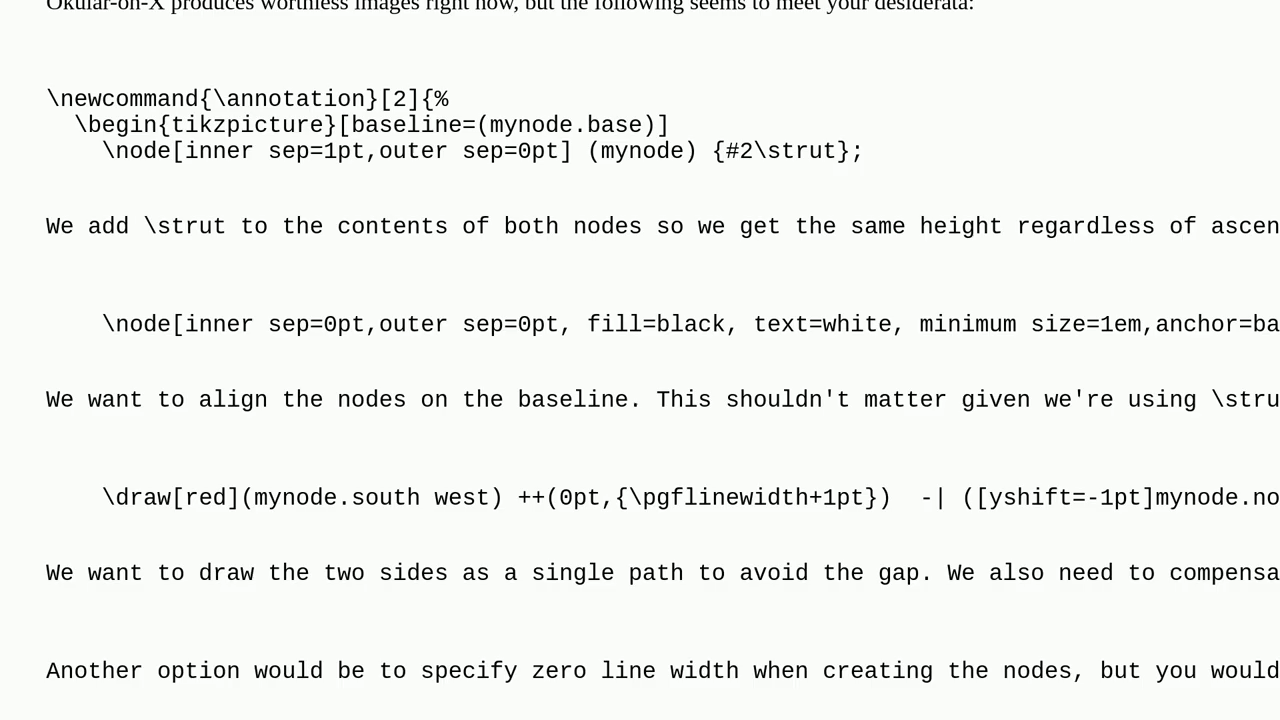 Okular-on-X produces worthless images right now, but the following seems to meet your desiderata:
\newcommand{\annotation}[2]{%
  \begin{tikzpicture}[baseline=(mynode.base)]
    \node[inner sep=1pt,outer sep=0pt] (mynode) {#2\strut};
We add \strut to the contents of both nodes so we get the same height regardless of ascen
    \node[inner sep=0pt,outer sep=0pt, fill=black, text=white, minimum size=1em,anchor=ba
We want to align the nodes on the baseline. This shouldn't matter given we're using \stru
    \draw[red](mynode.south west) ++(0pt,{\pgflinewidth+1pt})  -| ([yshift=-1pt]mynode.no
We want to draw the two sides as a single path to avoid the gap. We also need to compensa
Another option would be to specify zero line width when creating the nodes, but you would